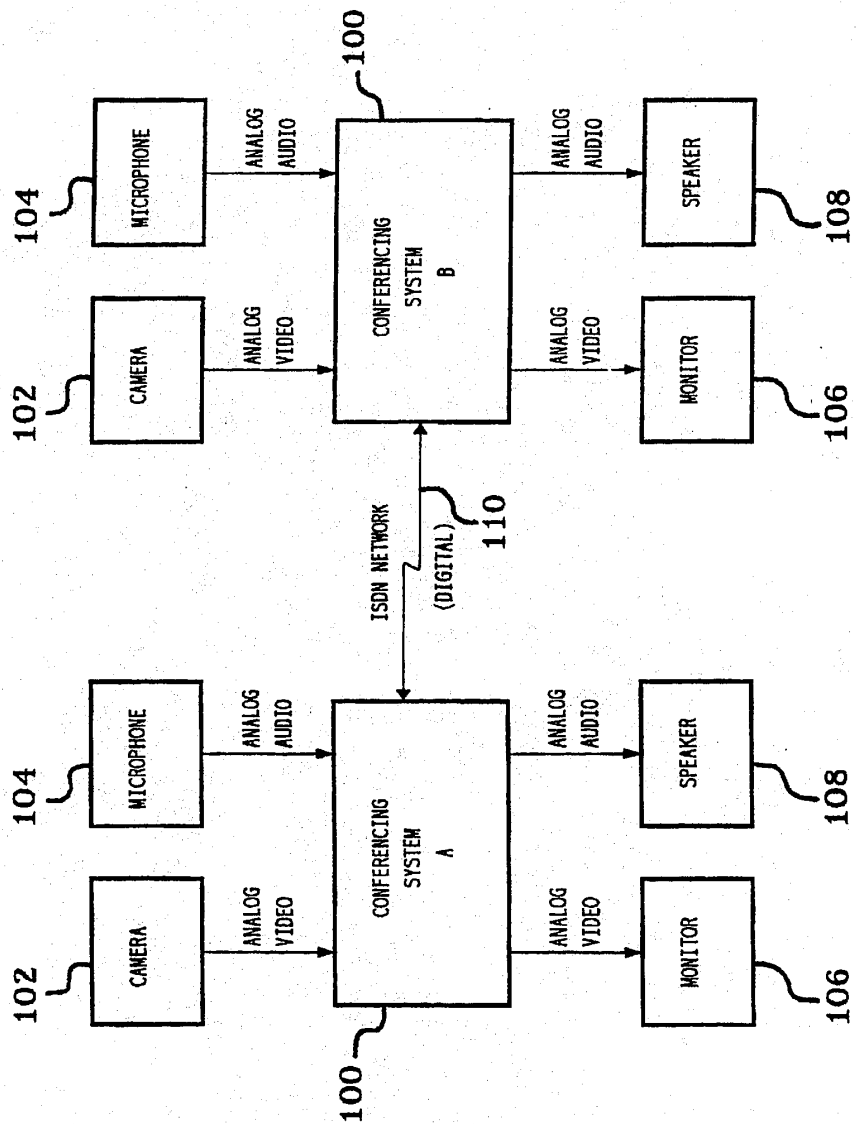 102
104
102
104
CAMERA
MICROPHONE
CAMERA
MICROPHONE
ANALOG
VIDEO
ANALOG
AUDIO
ANALOG
VIDEO
ANALOG
AUDIO
100
CONFERENCING
SYSTEM
A
ISDN NETWORK
(DIGITAL)
110
CONFERENCING
SYSTEM
B
100
ANALOG
VIDEO
ANALOG
AUDIO
ANALOG
VIDEO
ANALOG
AUDIO
MONITOR
SPEAKER
MONITOR
SPEAKER
106
108
106
108